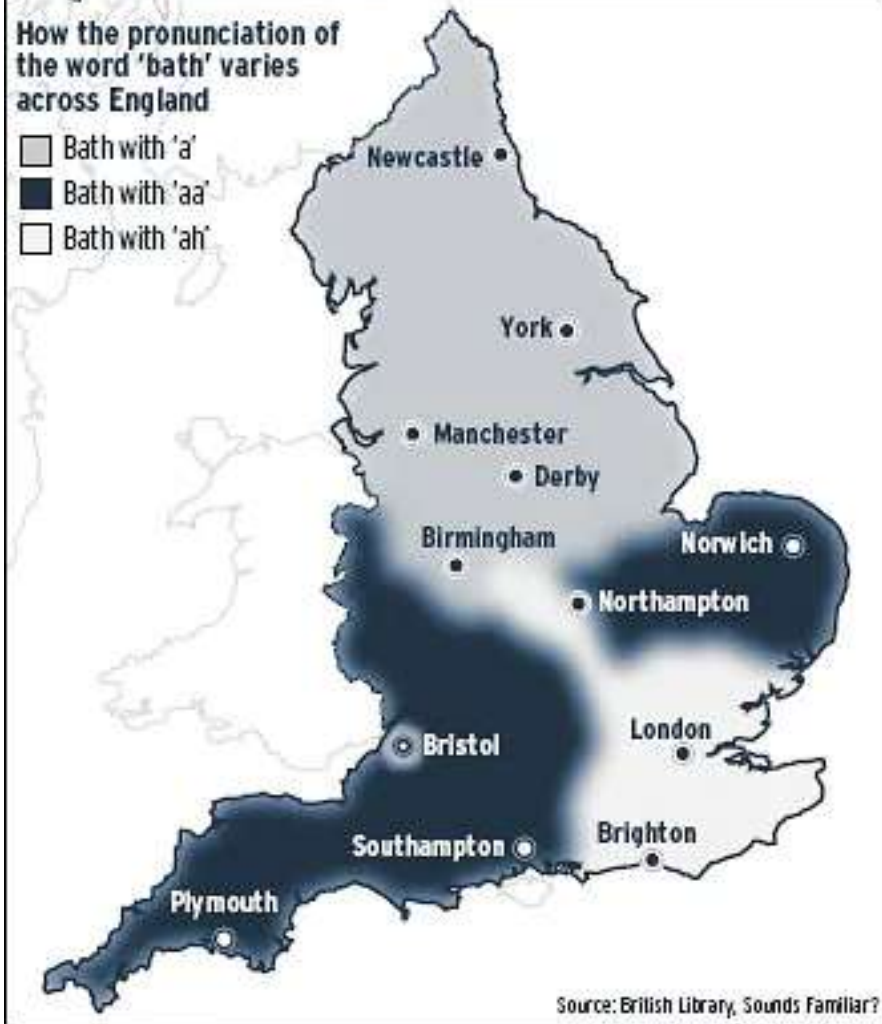 How the pronunciation of
the word 'bath' varies
across England
Bath with 'a'
Bath with 'aa'
Bath with 'ah'
Newcastle
York
Manchester
Derby
Birmingham
Norwich
Northampton
London
Bristol
Brighton
Southampton
Plymouth
Source: British Library, Sounds Familiar?